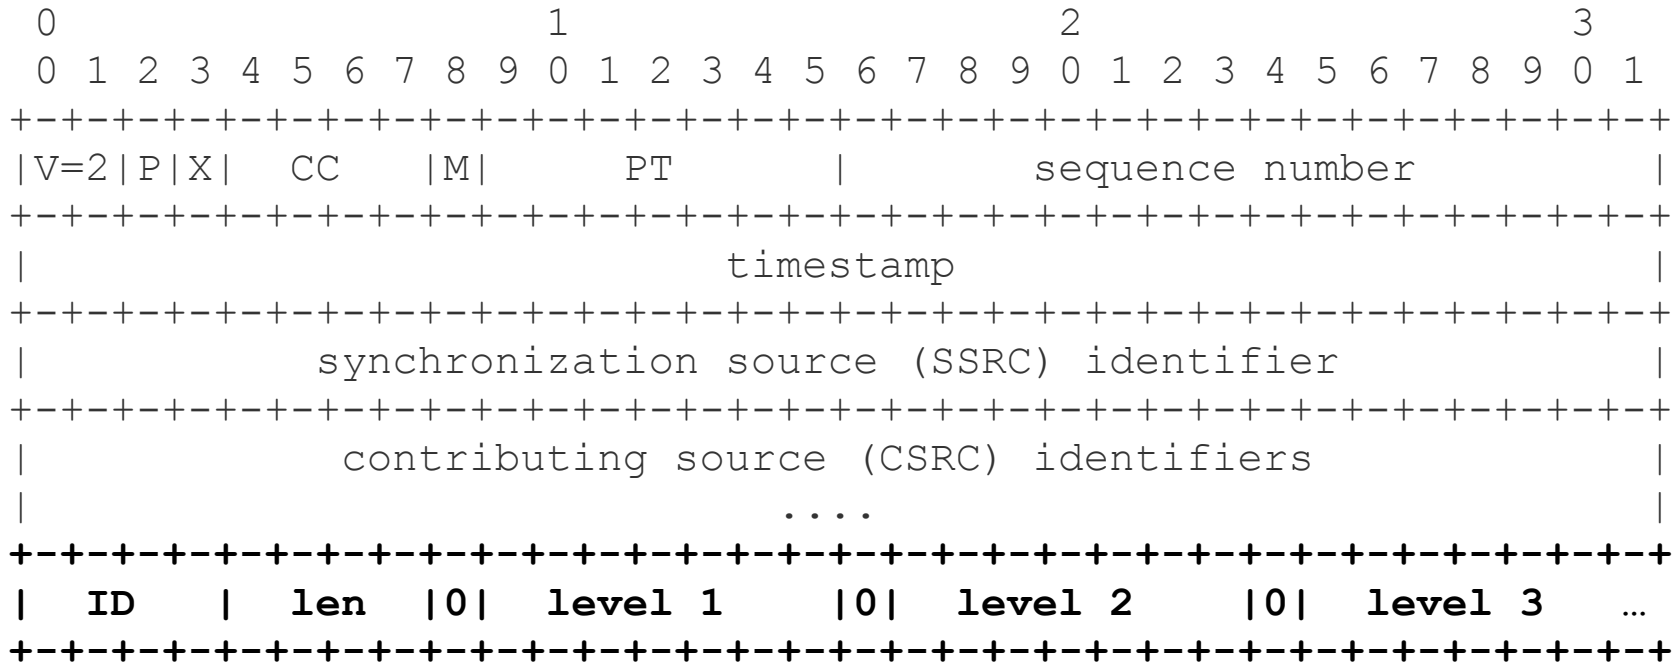 0                   1                   2                   3
 0 1 2 3 4 5 6 7 8 9 0 1 2 3 4 5 6 7 8 9 0 1 2 3 4 5 6 7 8 9 0 1
+-+-+-+-+-+-+-+-+-+-+-+-+-+-+-+-+-+-+-+-+-+-+-+-+-+-+-+-+-+-+-+-+
|V=2|P|X|  CC   |M|     PT      |       sequence number         |
+-+-+-+-+-+-+-+-+-+-+-+-+-+-+-+-+-+-+-+-+-+-+-+-+-+-+-+-+-+-+-+-+
|                           timestamp                           |
+-+-+-+-+-+-+-+-+-+-+-+-+-+-+-+-+-+-+-+-+-+-+-+-+-+-+-+-+-+-+-+-+
|           synchronization source (SSRC) identifier            |
+-+-+-+-+-+-+-+-+-+-+-+-+-+-+-+-+-+-+-+-+-+-+-+-+-+-+-+-+-+-+-+-+
|            contributing source (CSRC) identifiers             |
|                             ....                              |
+-+-+-+-+-+-+-+-+-+-+-+-+-+-+-+-+-+-+-+-+-+-+-+-+-+-+-+-+-+-+-+-+
|  ID   |  len  |0|  level 1    |0|  level 2    |0|  level 3   …
+-+-+-+-+-+-+-+-+-+-+-+-+-+-+-+-+-+-+-+-+-+-+-+-+-+-+-+-+-+-+-+-+